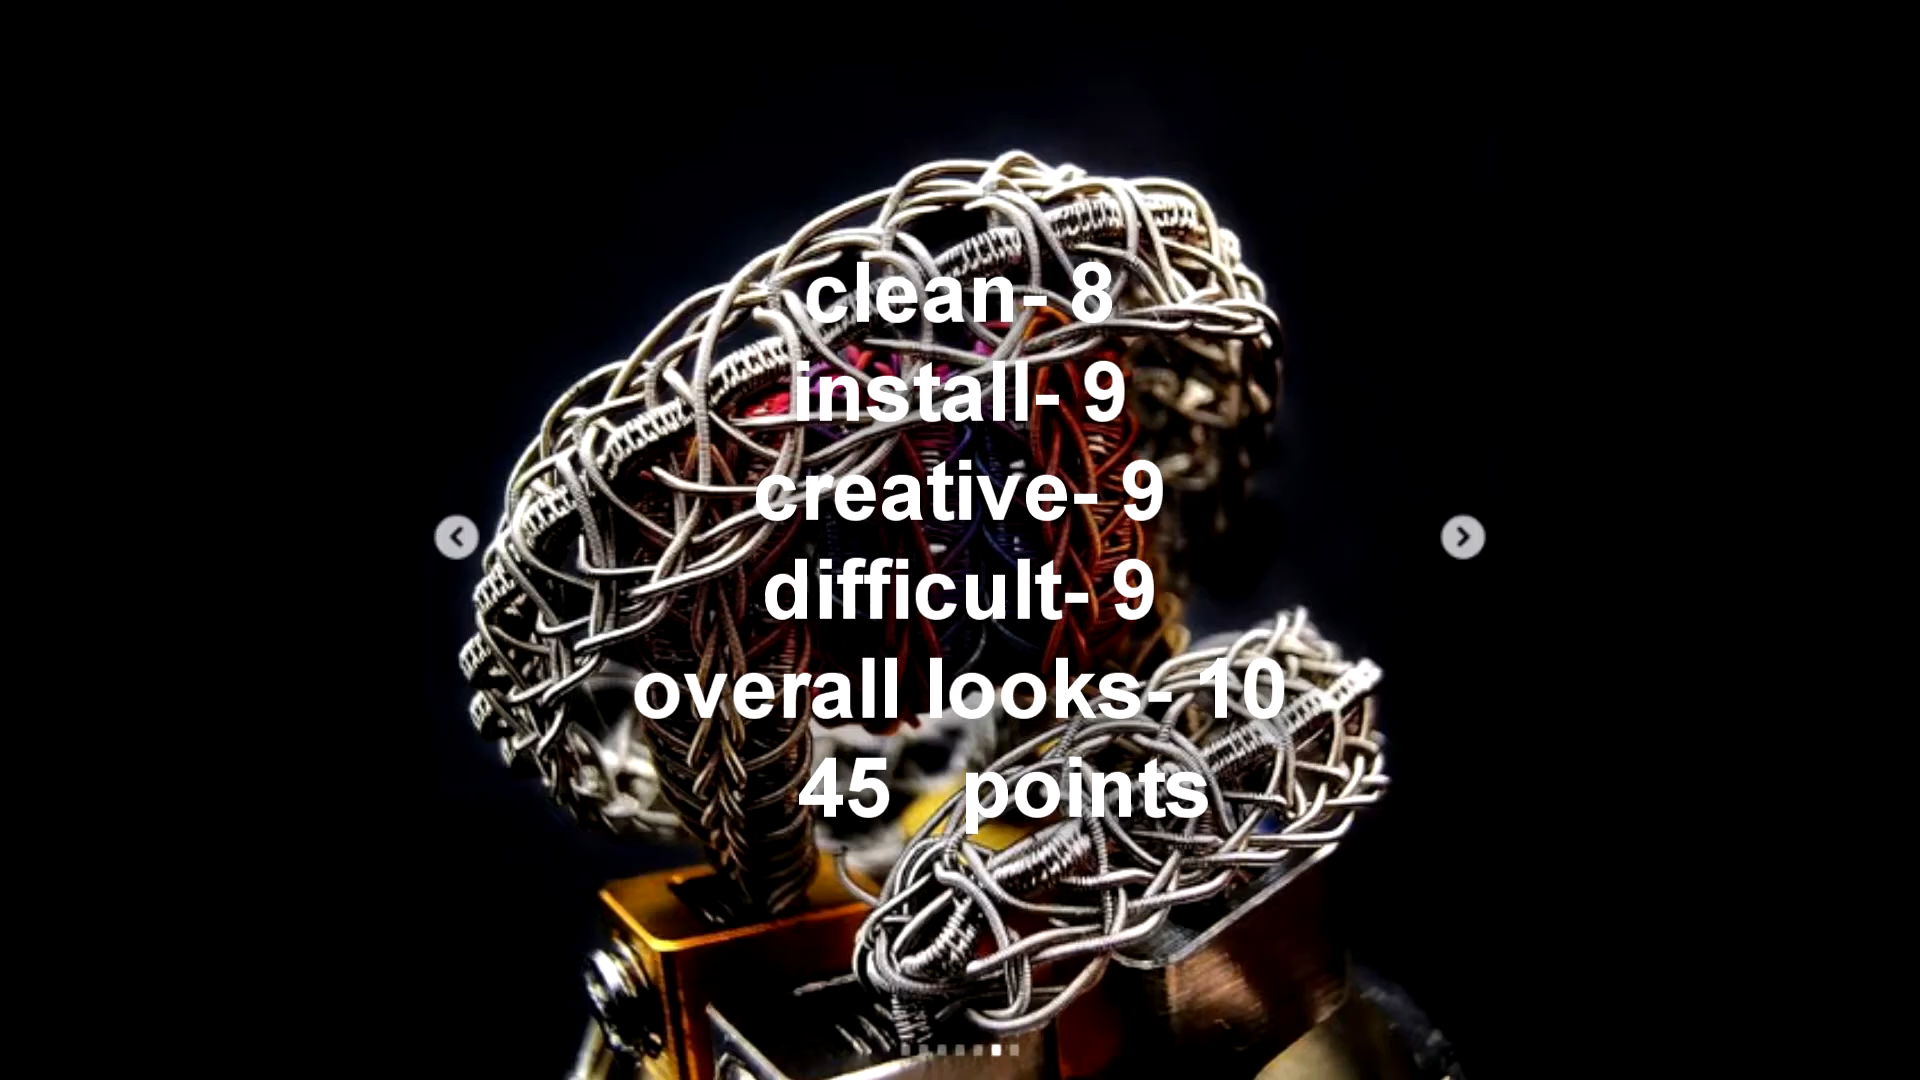 clean- 8
install- 9
creative- 9
difficult- 9
overall looks- 10
45 points